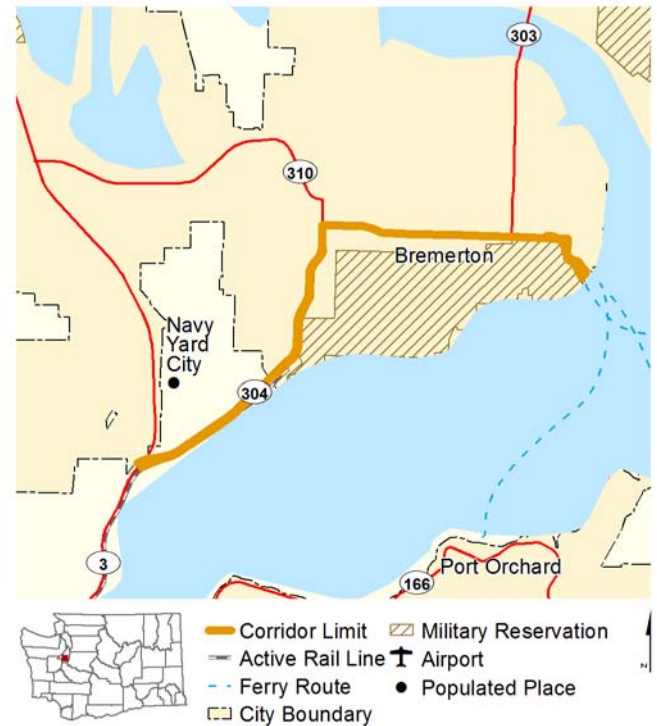 303
310
Bremerton
Navy
Yard
City
304
3
Port Orchard
166
Corridor Limit
Military Reservation
Active Rail Line
Airport
Ferry Route
Populated Place
City Boundary
N